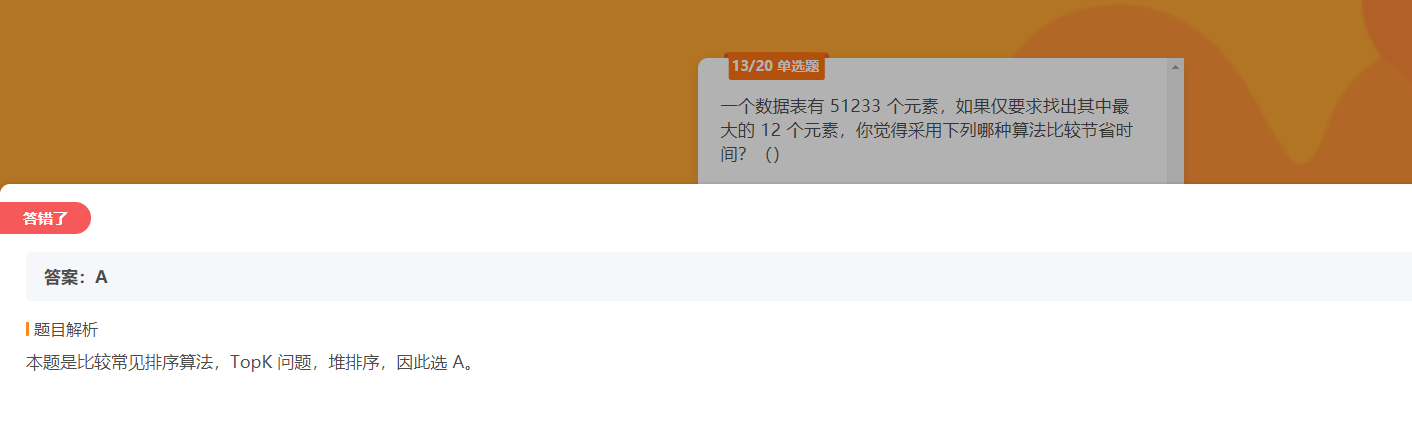 13/20 单选题
一个数据表有 51233 个元素，如果仅要求找出其中最
大的 12 个元素，你觉得采用下列哪种算法比较节省时
间？（）
答错了
答案：A
题目解析
本题是比较常见排序算法，TopK 问题，堆排序，因此选 A。